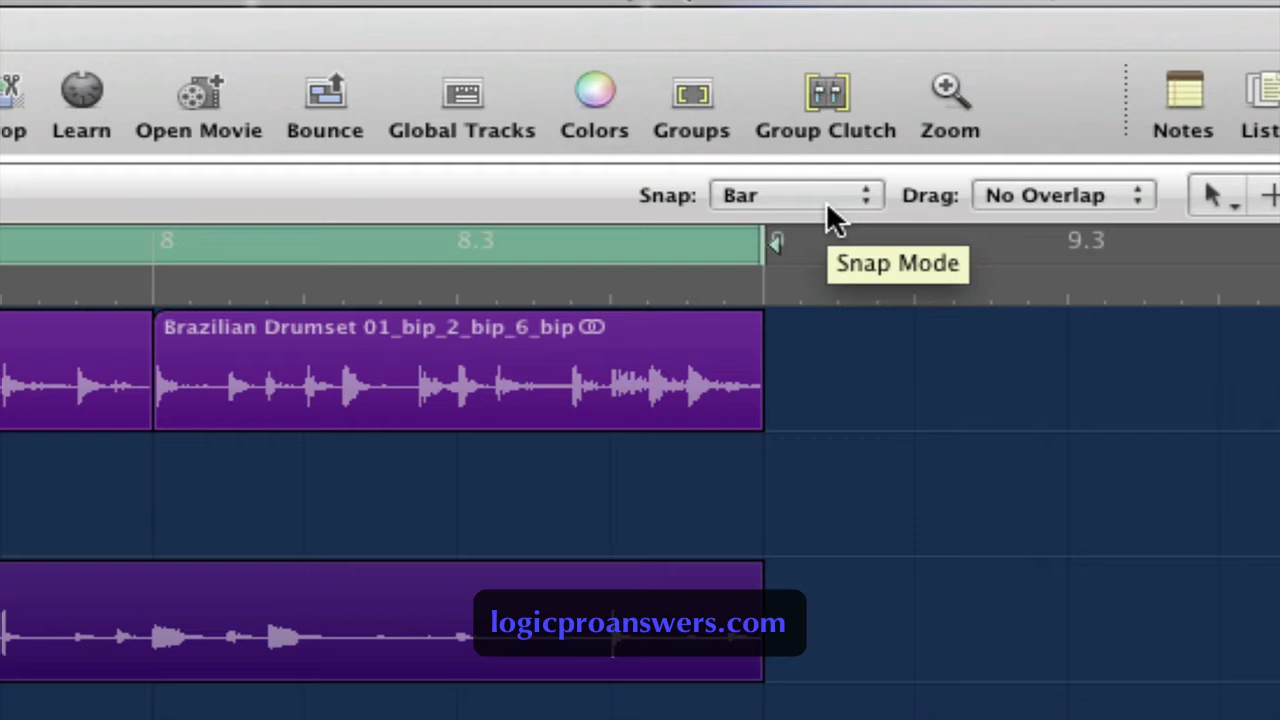 op Learn Open Movie Bounce Global Tracks Colors Groups Group Clutch Zoom Notes List
Snap: Bar Drag: No Overlap
8 8.3 9 9.3
Snap Mode
Brazilian Drumset 01_bip_2_bip_6_bip
logicproanswers.com